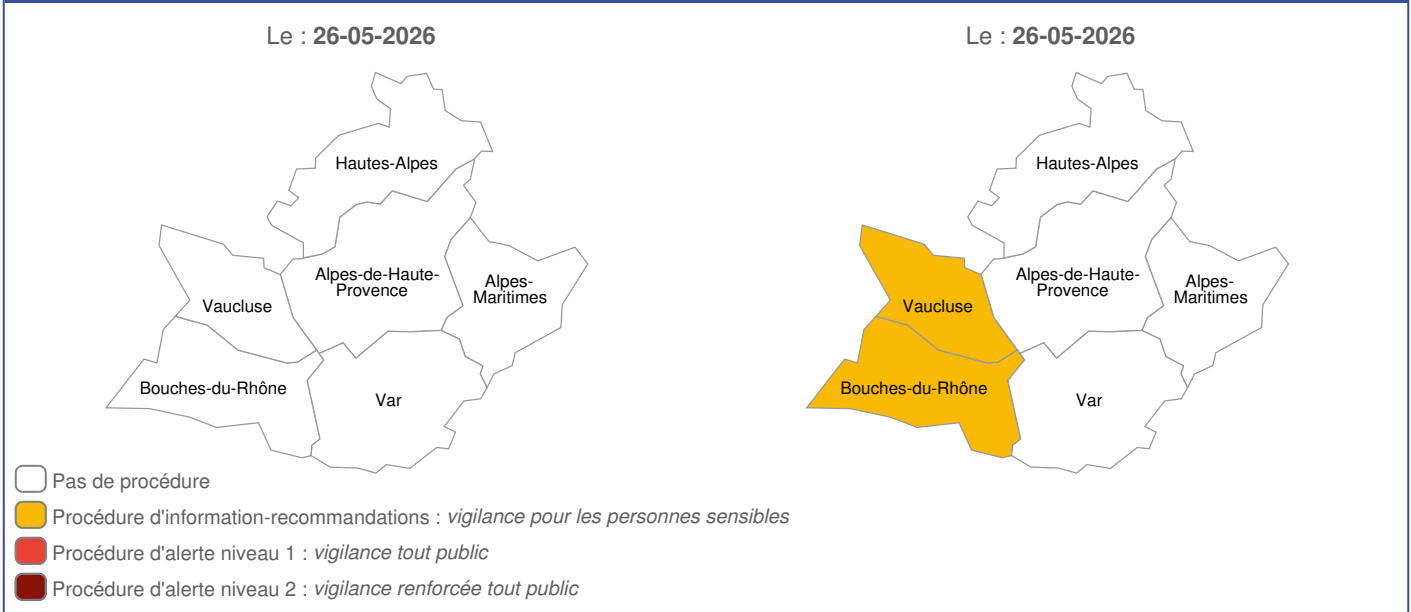 Le : 26-05-2026
Hautes-Alpes
Alpes-de-Haute-
Provence
Alpes-
Maritimes
Vaucluse
Bouches-du-Rhône
Var
Le : 26-05-2026
Hautes-Alpes
Alpes-de-Haute-
Provence
Alpes-
Maritimes
Vaucluse
Bouches-du-Rhône
Var
Pas de procédure
Procédure d'information-recommandations : vigilance pour les personnes sensibles
Procédure d'alerte niveau 1 : vigilance tout public
Procédure d'alerte niveau 2 : vigilance renforcée tout public